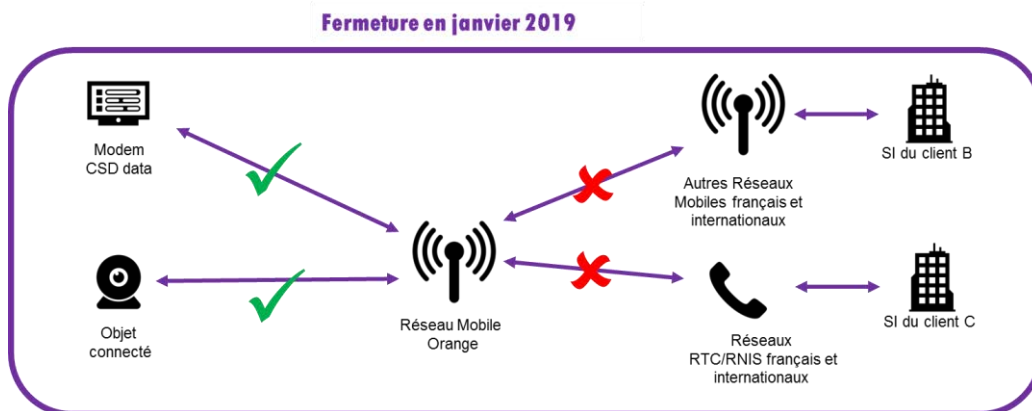 Fermeture en janvier 2019
Modem
CSD data
SI du client B
Autres Réseaux
Mobiles français et
internationaux
Objet
connecté
Réseau Mobile
Orange
Réseaux
RTC/RNIS français et
internationaux
SI du client C